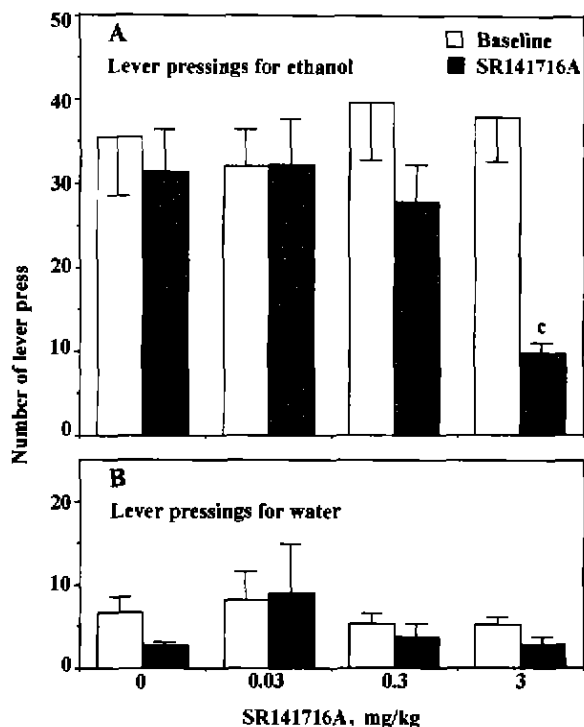 50
A
Baseline
Lever pressings for ethanol
SR141716A
40
30
20
10
c
0
Number of lever press
B
20
Lever pressings for water
10
0
0 0.03 0.3 3
SR141716A, mg/kg